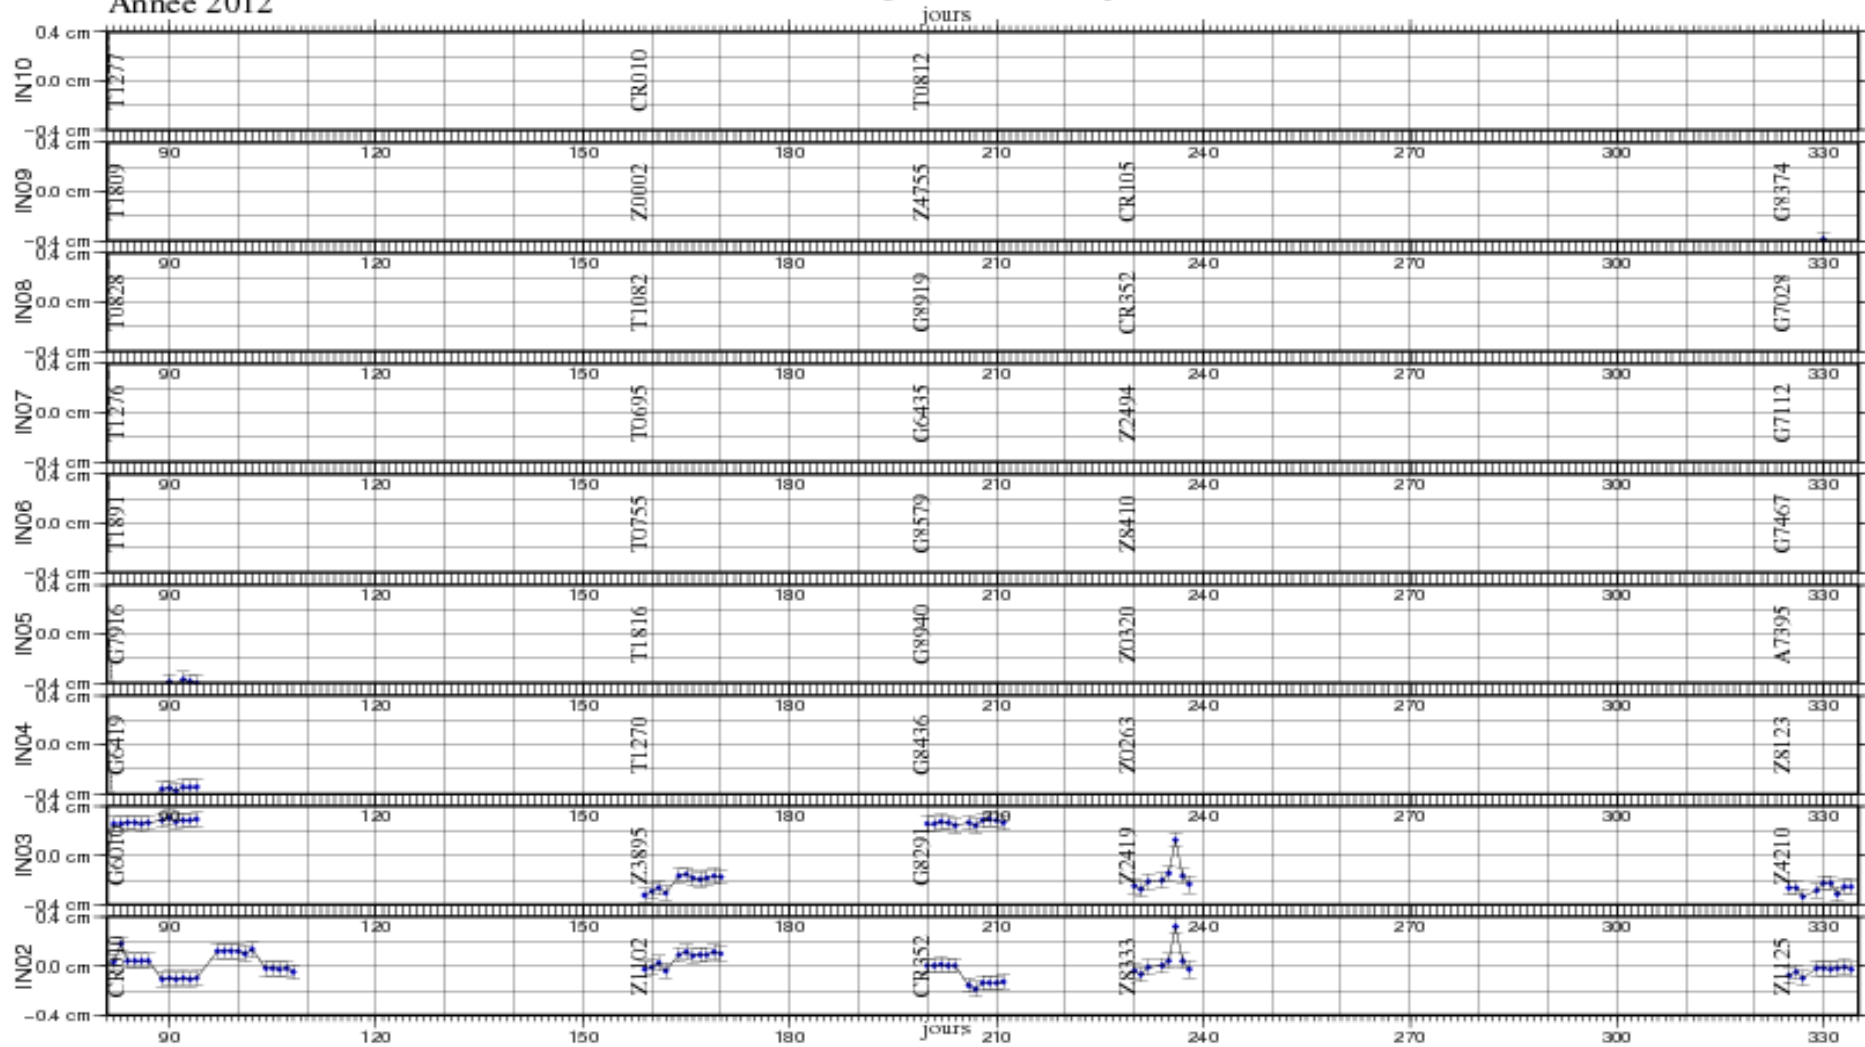 Année 2012
jours
0.4 cm
IN10 0.0 cm T1277 CR010 T0812
−0.4 cm
0.4 cm 90 120 150 180 210 240 270 300 330
IN09 0.0 cm T1809 Z0002 Z4755 CR105 G8374
−0.4 cm
0.4 cm 90 120 150 180 210 240 270 300 330
IN08 0.0 cm T0828 T1082 G8919 CR352 G7028
−0.4 cm
0.4 cm 90 120 150 180 210 240 270 300 330
IN07 0.0 cm T1276 T0695 G6435 Z2494 G7112
−0.4 cm
0.4 cm 90 120 150 180 210 240 270 300 330
IN06 0.0 cm T1891 T0755 G8579 Z8410 G7467
−0.4 cm
0.4 cm 90 120 150 180 210 240 270 300 330
IN05 0.0 cm G7916 T1816 G8940 Z0320 A7395
−0.4 cm
0.4 cm 90 120 150 180 210 240 270 300 330
IN04 0.0 cm G6419 T1270 G8436 Z0263 Z8123
−0.4 cm
0.4 cm 90 120 150 180 210 240 270 300 330
IN03 0.0 cm Z3895 G8291 Z2419 Z4210
−0.4 cm
0.4 cm 90 120 150 180 210 240 270 300 330
IN02 0.0 cm Z1102 CR352 Z8333 Z1125
−0.4 cm
90 120 150 180 210 240 270 300 330
jours